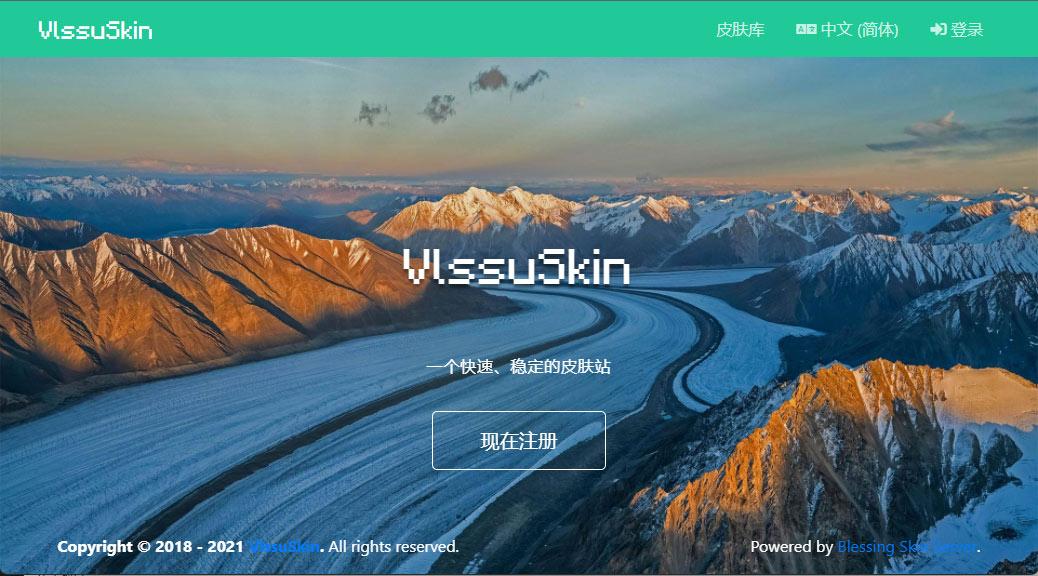 VlssuSkin
皮肤库 中文 (简体) 登录
VlssuSkin
一个快速、稳定的皮肤站
现在注册
Copyright © 2018 - 2021 VlssuSkin. All rights reserved.
Powered by Blessing Skin Server.